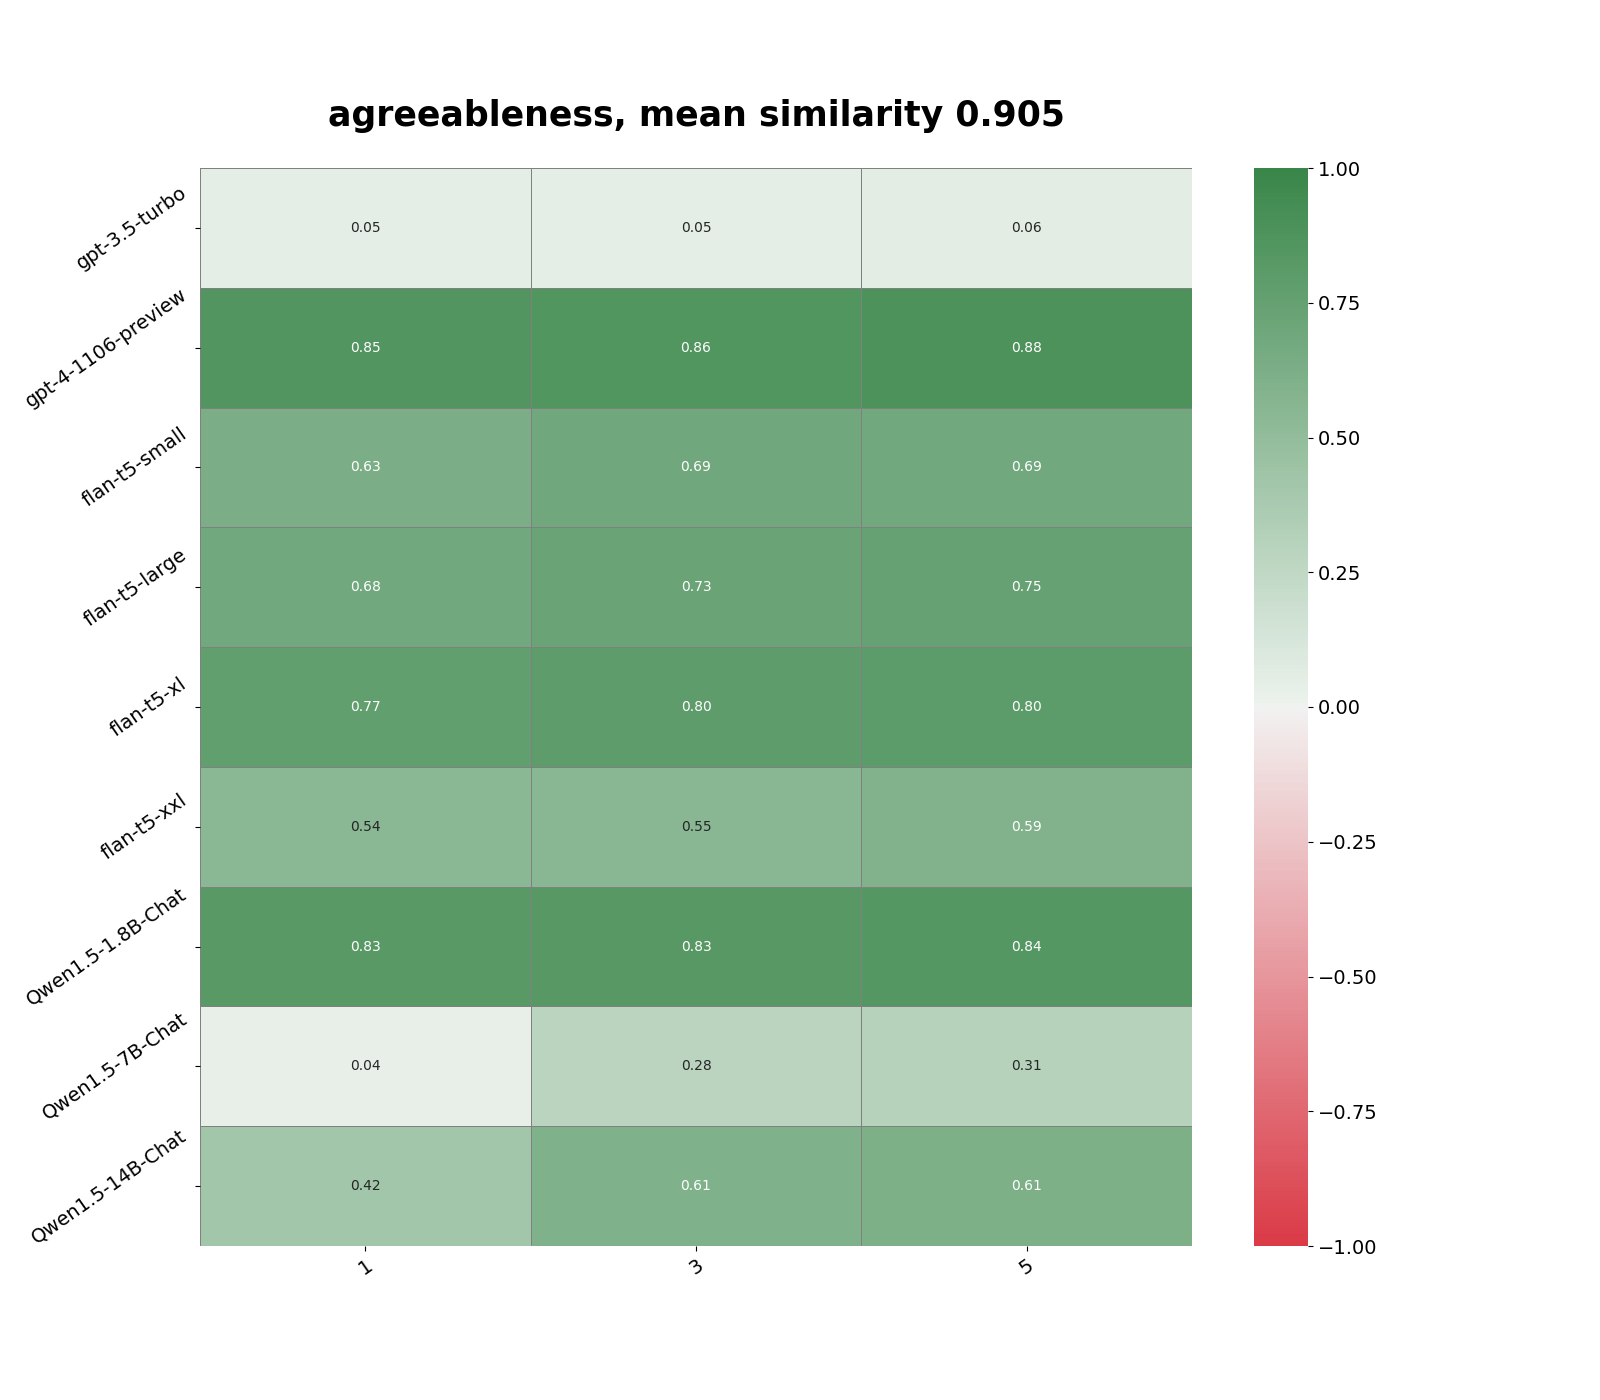 agreeableness, mean similarity 0.905
gpt-3.5-turbo 0.05 0.05 0.06
gpt-4-1106-preview 0.85 0.86 0.88
flan-t5-small 0.63 0.69 0.69
flan-t5-large 0.68 0.73 0.75
flan-t5-xl 0.77 0.80 0.80
flan-t5-xxl 0.54 0.55 0.59
Qwen1.5-1.8B-Chat 0.83 0.83 0.84
Qwen1.5-7B-Chat 0.04 0.28 0.31
Qwen1.5-14B-Chat 0.42 0.61 0.61
1 3 5
1.00
0.75
0.50
0.25
0.00
−0.25
−0.50
−0.75
−1.00